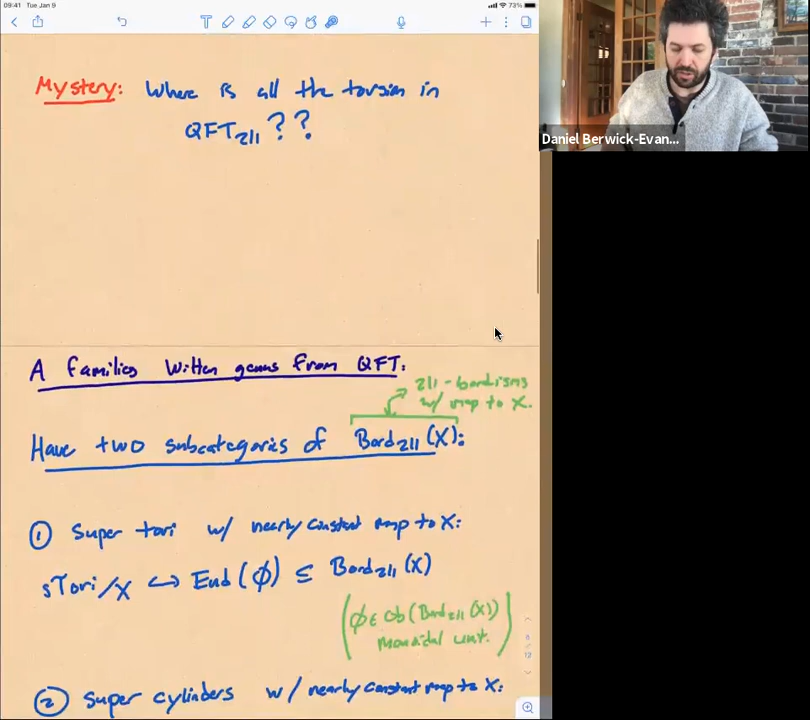 09:41 Tue Jan 9
73%
Mystery: Where is all the torsion in
QFT2|1 ??
Daniel Berwick-Evan...
A families Witten genus from QFT:
2|1-bordisms
w/ map to X.
Have two subcategories of Bord2|1(X):
① Super tori w/ nearly constant map to X:
sTori/X ↪ End(∅) ⊆ Bord2|1(X)
(∅ ∈ Ob(Bord2|1(X))
monoidal unit.)
② Super cylinders w/ nearly constant map to X: